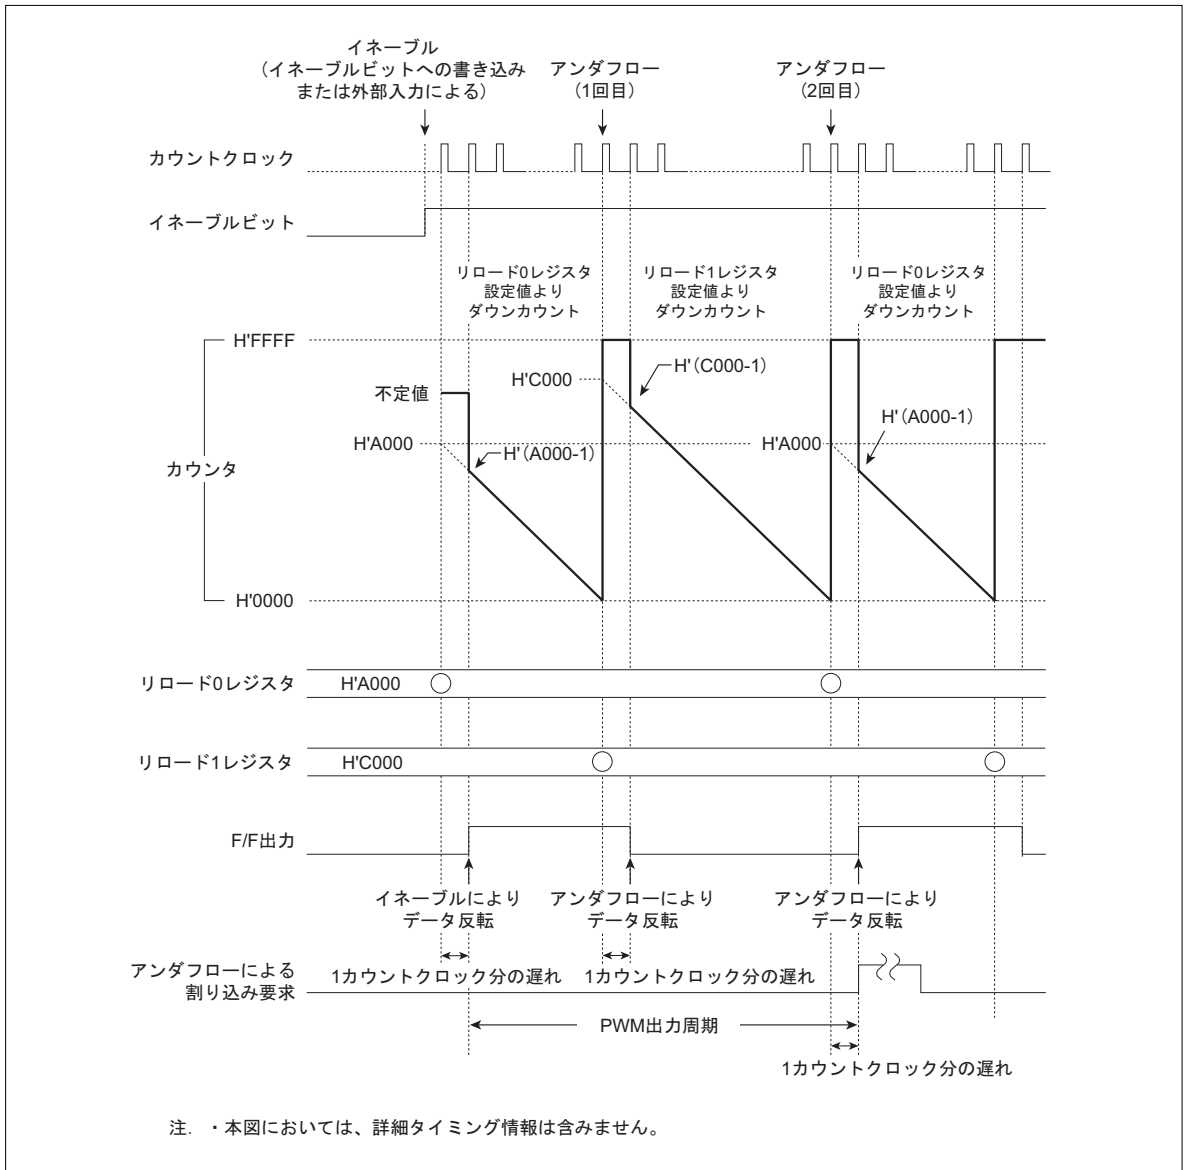 イネーブル
(イネーブルビットへの書き込み
または外部入力による)
アンダフロー
(1回目)
アンダフロー
(2回目)
カウントクロック
イネーブルビット
リロード0レジスタ
設定値より
ダウンカウント
リロード1レジスタ
設定値より
ダウンカウント
リロード0レジスタ
設定値より
ダウンカウント
H'FFFF
H'C000
H'(C000-1)
不定値
H'A000
H'(A000-1)
H'A000
H'(A000-1)
カウンタ
H'0000
リロード0レジスタ
H'A000
リロード1レジスタ
H'C000
F/F出力
イネーブルにより
データ反転
アンダフローにより
データ反転
アンダフローにより
データ反転
アンダフローによる
割り込み要求
1カウントクロック分の遅れ
1カウントクロック分の遅れ
PWM出力周期
1カウントクロック分の遅れ
注. ・本図においては、詳細タイミング情報は含みません。